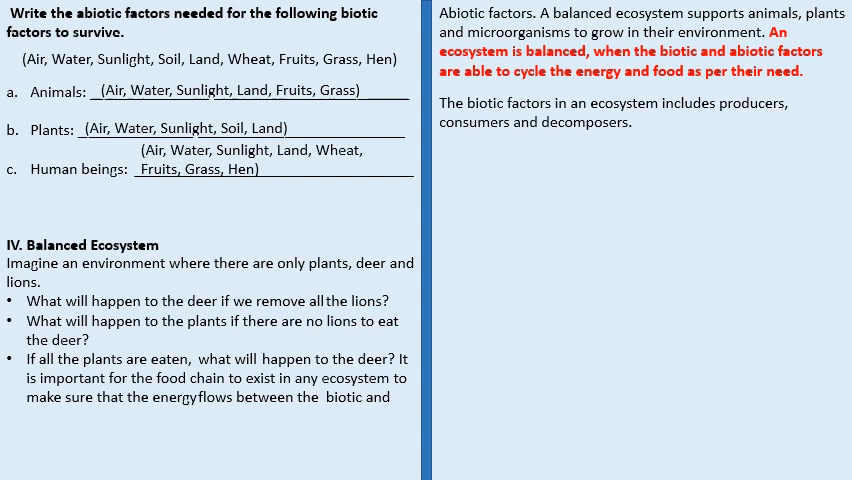 Write the abiotic factors needed for the following biotic
factors to survive.
(Air, Water, Sunlight, Soil, Land, Wheat, Fruits, Grass, Hen)
a. Animals: (Air, Water, Sunlight, Land, Fruits, Grass)
b. Plants: (Air, Water, Sunlight, Soil, Land)
(Air, Water, Sunlight, Land, Wheat,
c. Human beings: Fruits, Grass, Hen)
IV. Balanced Ecosystem
Imagine an environment where there are only plants, deer and
lions.
• What will happen to the deer if we remove all the lions?
• What will happen to the plants if there are no lions to eat
the deer?
• If all the plants are eaten, what will happen to the deer? It
is important for the food chain to exist in any ecosystem to
make sure that the energy flows between the biotic and
Abiotic factors. A balanced ecosystem supports animals, plants
and microorganisms to grow in their environment. An
ecosystem is balanced, when the biotic and abiotic factors
are able to cycle the energy and food as per their need.
The biotic factors in an ecosystem includes producers,
consumers and decomposers.